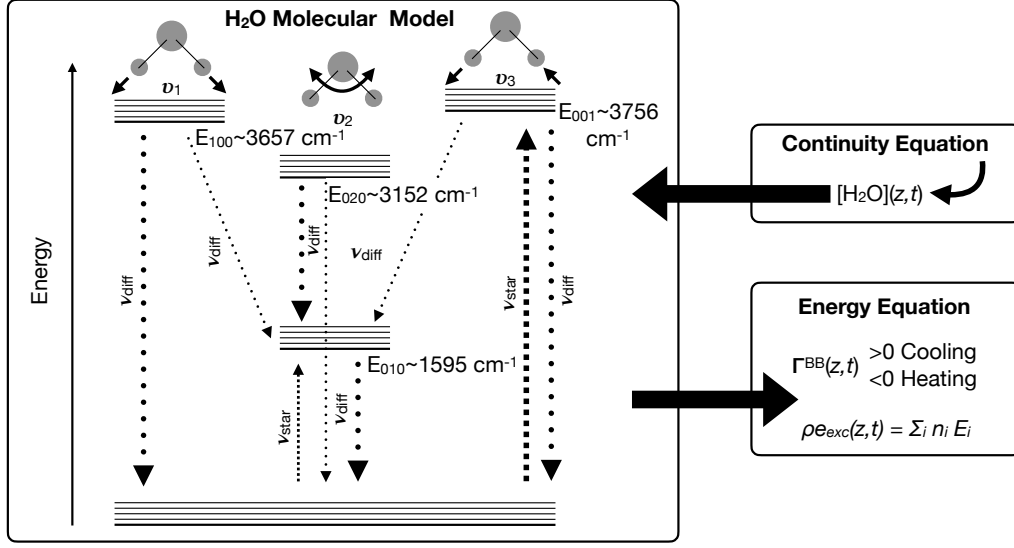 H₂O Molecular Model
Energy
𝝊₁
𝝊₂
𝝊₃
E₁₀₀~3657 cm⁻¹
E₀₀₁~3756
cm⁻¹
E₀₂₀~3152 cm⁻¹
E₀₁₀~1595 cm⁻¹
𝝂diff
𝝂diff
𝝂diff
𝝂diff
𝝂star
𝝂diff
𝝂star
𝝂diff
Continuity Equation
[H₂O](z,t)
Energy Equation
𝚪ᴮᴮ(z,t)
>0 Cooling
<0 Heating
ρeₑₓc(z,t) = Σᵢ nᵢ Eᵢ